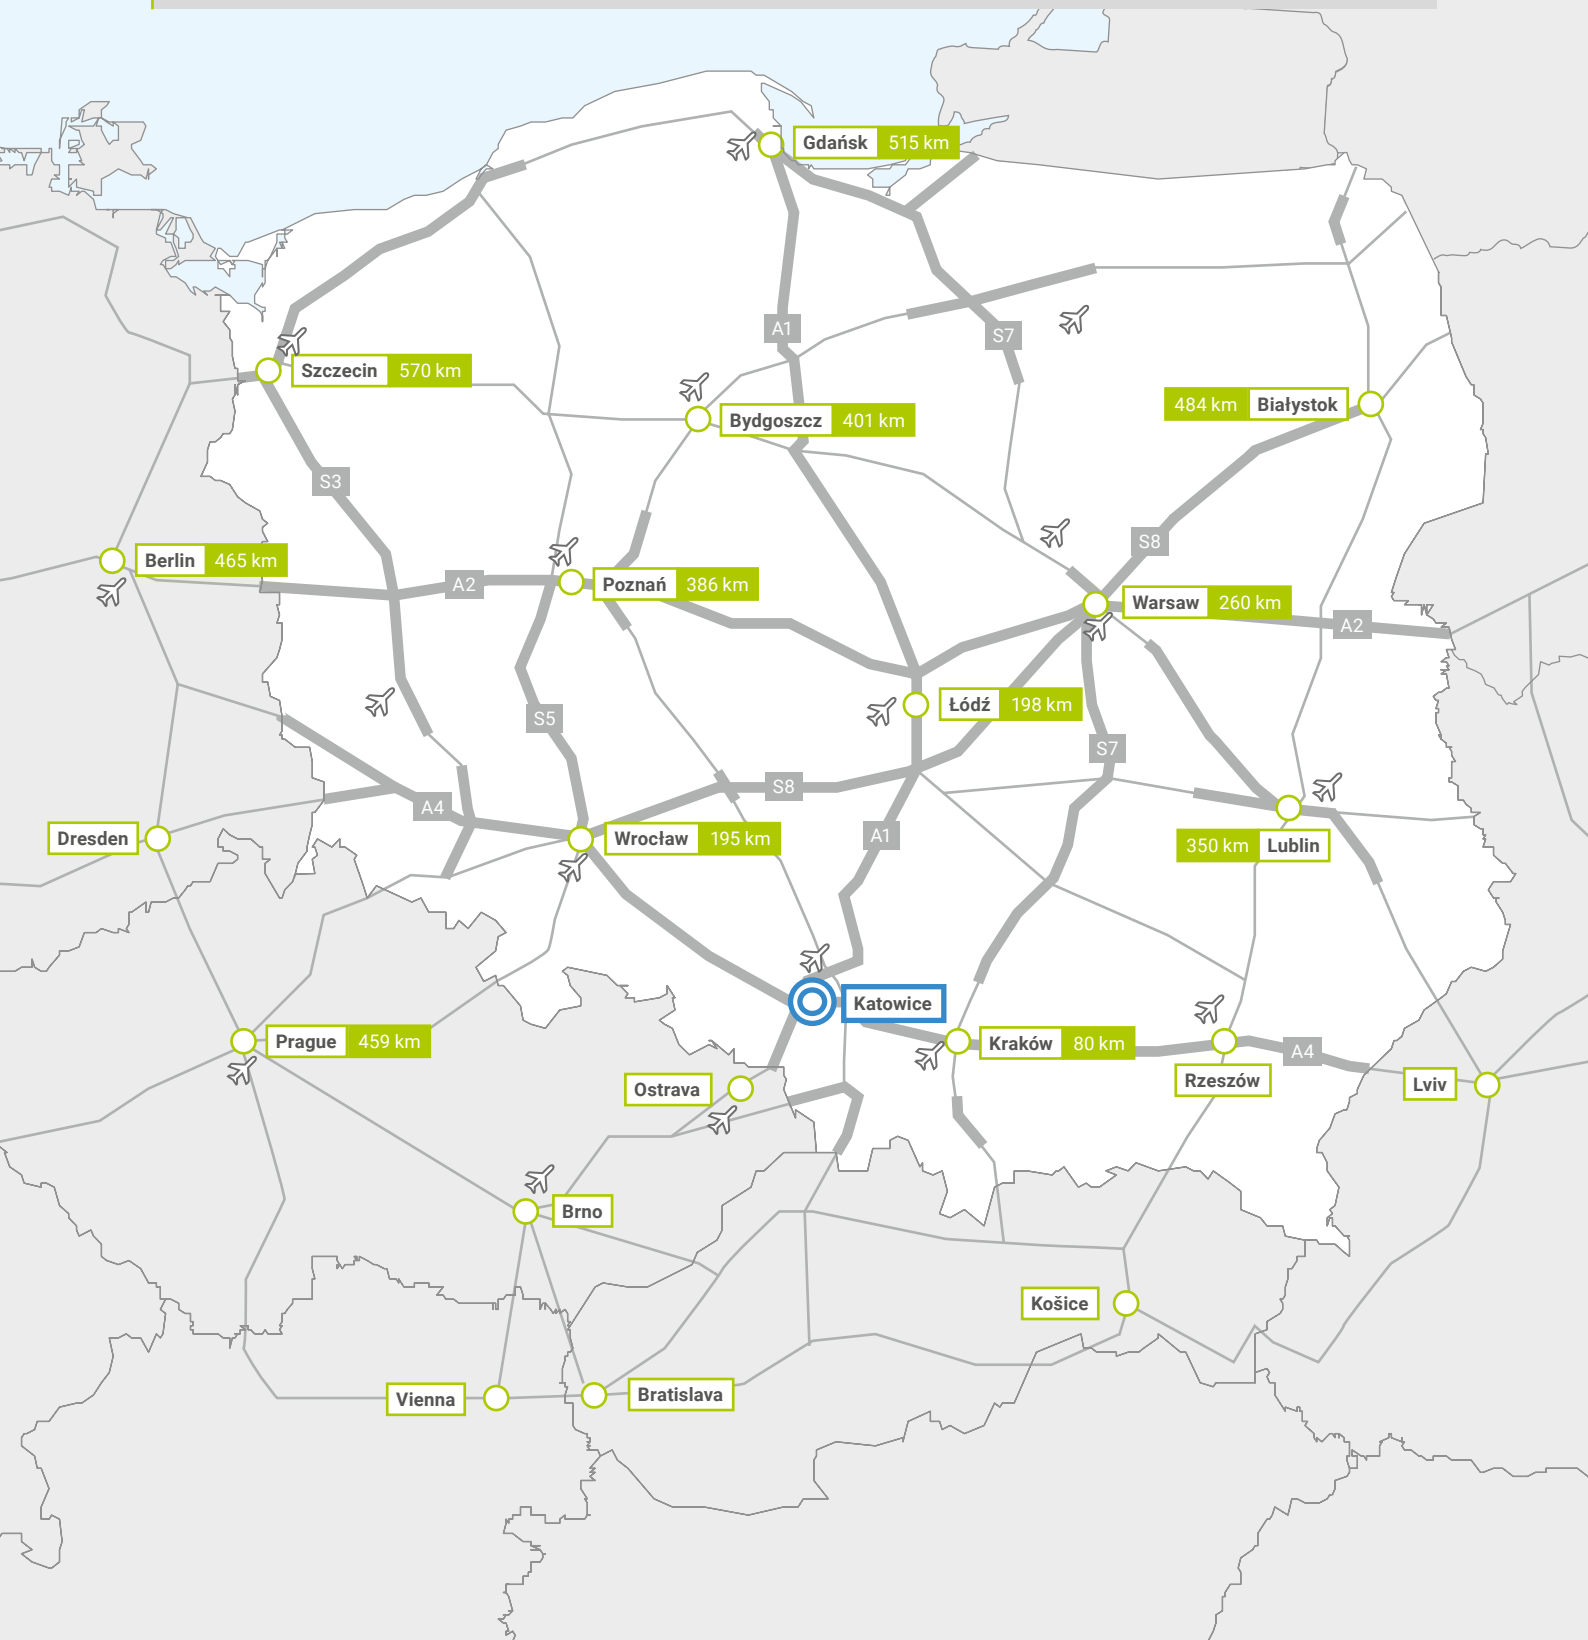 Gdańsk 515 km
A1
S7
Szczecin 570 km
484 km Białystok
Bydgoszcz 401 km
S3
S8
Berlin 465 km
A2
Poznań 386 km
Warsaw 260 km
A2
Łódź 198 km
S5
S7
S8
A4
Dresden
Wrocław 195 km
A1
350 km Lublin
Katowice
Prague 459 km
Kraków 80 km
A4
Rzeszów
Lviv
Ostrava
Brno
Košice
Vienna
Bratislava